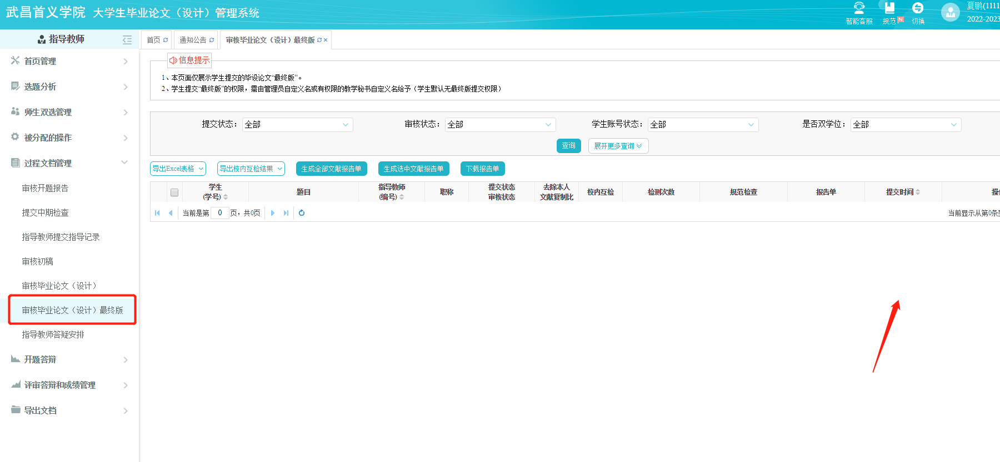 武昌首义学院 大学生毕业论文（设计）管理系统
智能客服 规范 N 切换
夏鹏(1111
2022-2023
指导教师
首页 通知公告 审核毕业论文（设计）最终版
首页管理
选题分析
师生双选管理
被分配的操作
过程文档管理
审核开题报告
提交中期检查
指导教师提交指导记录
审核初稿
审核毕业论文（设计）
审核毕业论文（设计）最终版
指导教师答疑安排
开题答辩
评审答辩和成绩管理
导出文档
信息提示
1、本页面仅展示学生提交的毕设论文“最终版”。
2、学生提交“最终版”的权限，需由管理员自定义名或有权限的教学秘书自定义名给予（学生默认无最终版提交权限）
提交状态： 全部 审核状态： 全部 学生账号状态： 全部 是否双学位： 全部
查询 展开更多查询
导出Excel表格 导出校内互检结果 生成全部文献报告单 生成选中文献报告单 下载报告单
学生
(学号)
题目
指导教师
(编号)
职称
提交状态
审核状态
去除本人
文献复制比
校内互检 检测次数 规范检查 报告单 提交时间
当前是第 0 页，共0页
当前显示从第0条